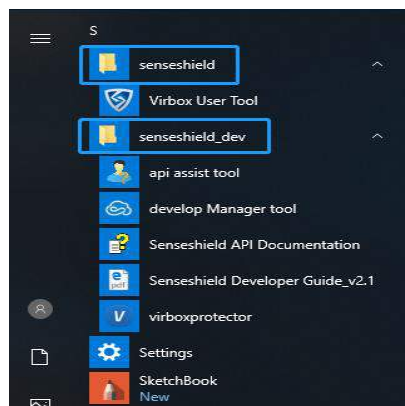 S
senseshield
Virbox User Tool
senseshield_dev
api assist tool
develop Manager tool
Senseshield API Documentation
pdf
Senseshield Developer Guide_v2.1
V
virboxprotector
Settings
SketchBook
New